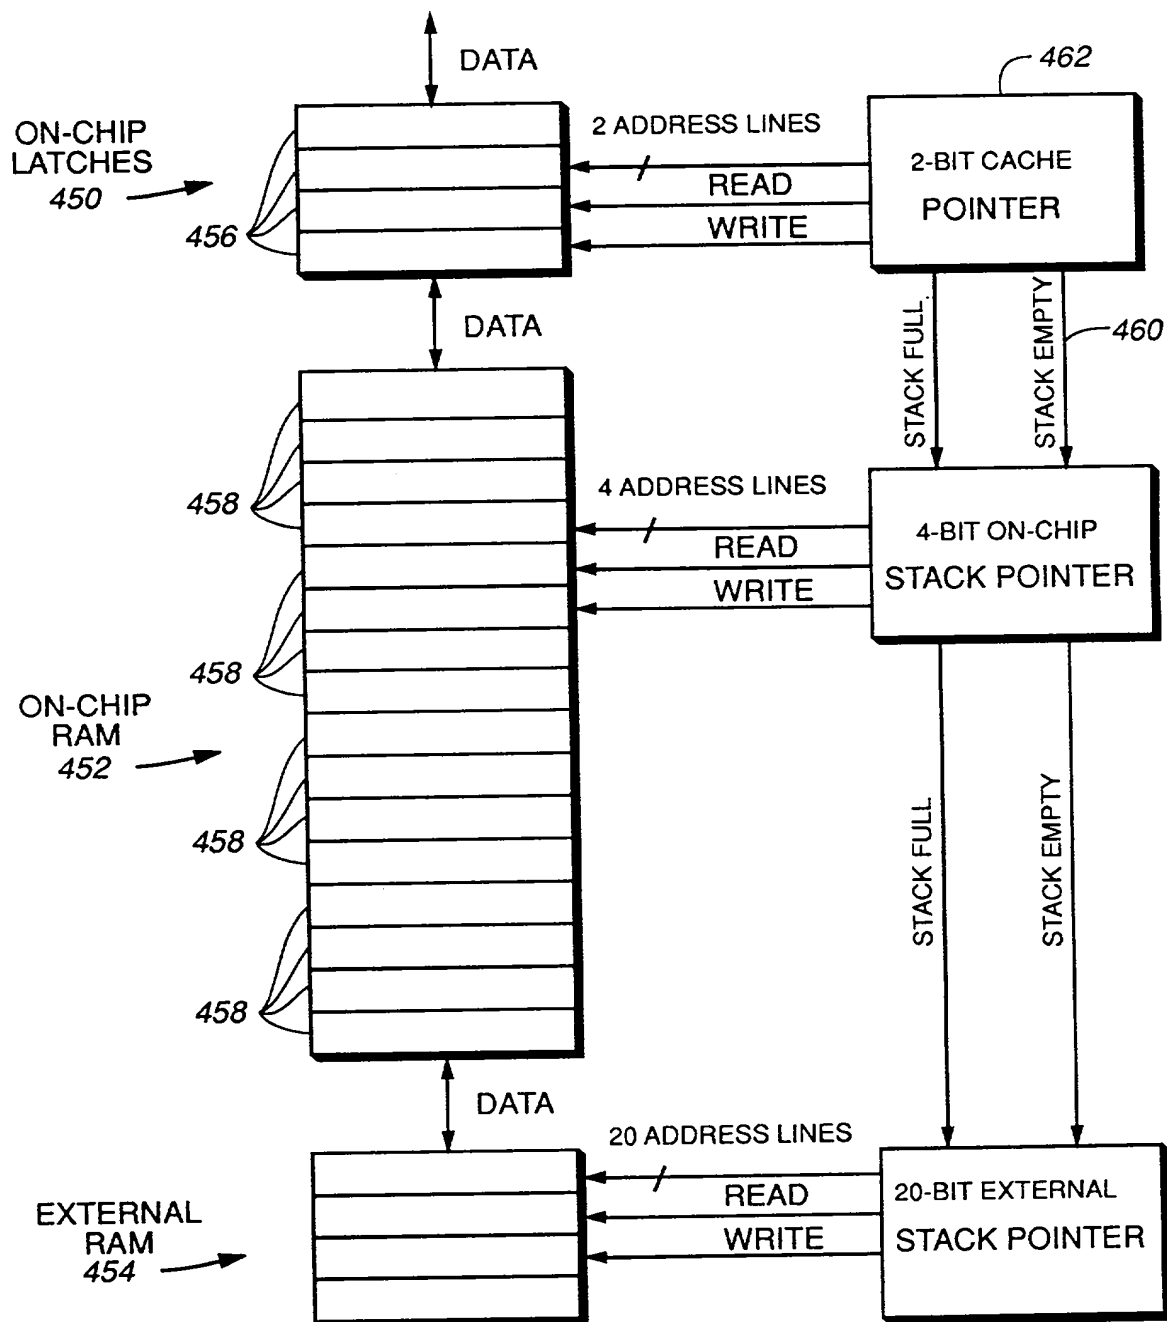 DATA
462
ON-CHIP
LATCHES
450
456
2 ADDRESS LINES
READ
WRITE
2-BIT CACHE
POINTER
DATA
STACK FULL
STACK EMPTY
460
458
4 ADDRESS LINES
READ
WRITE
4-BIT ON-CHIP
STACK POINTER
458
ON-CHIP
RAM
452
458
STACK FULL
STACK EMPTY
458
DATA
20 ADDRESS LINES
READ
WRITE
20-BIT EXTERNAL
STACK POINTER
EXTERNAL
RAM
454